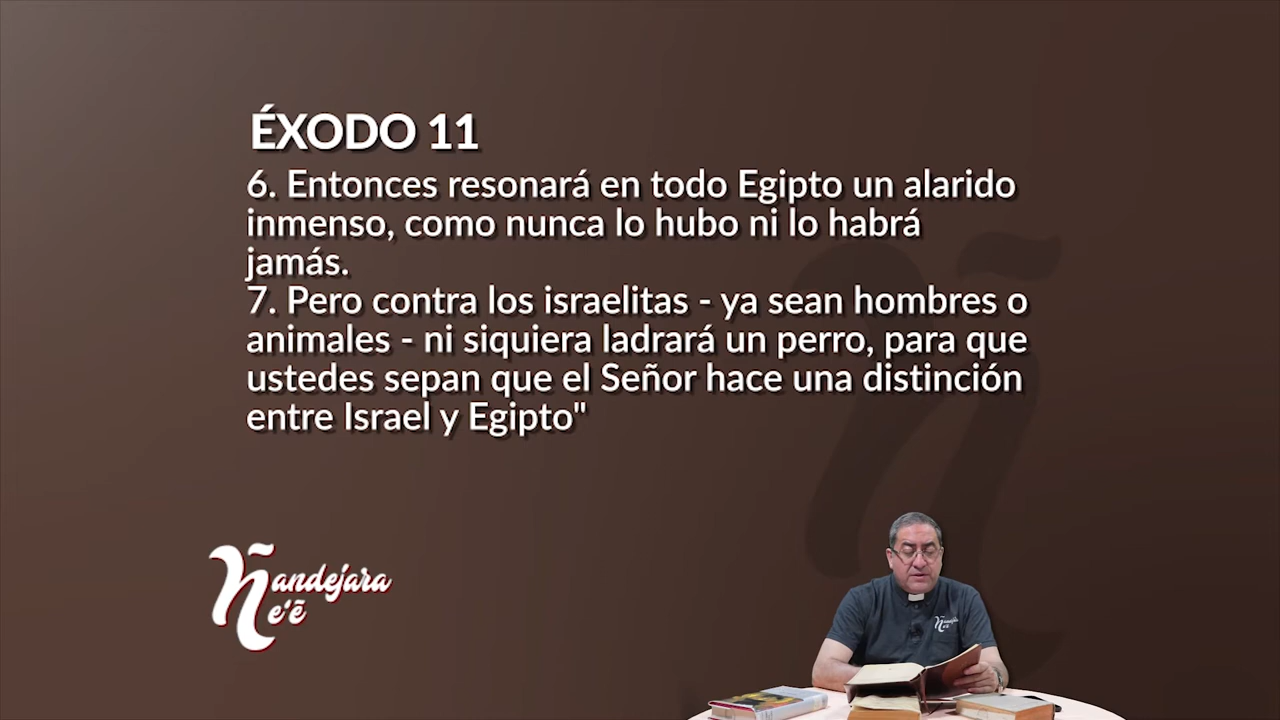 ÉXODO 11
6. Entonces resonará en todo Egipto un alarido
inmenso, como nunca lo hubo ni lo habrá
jamás.
7. Pero contra los israelitas - ya sean hombres o
animales - ni siquiera ladrará un perro, para que
ustedes sepan que el Señor hace una distinción
entre Israel y Egipto"
Ñandejara
Ñe'ẽ
Ñandejara
Ñe'ẽ